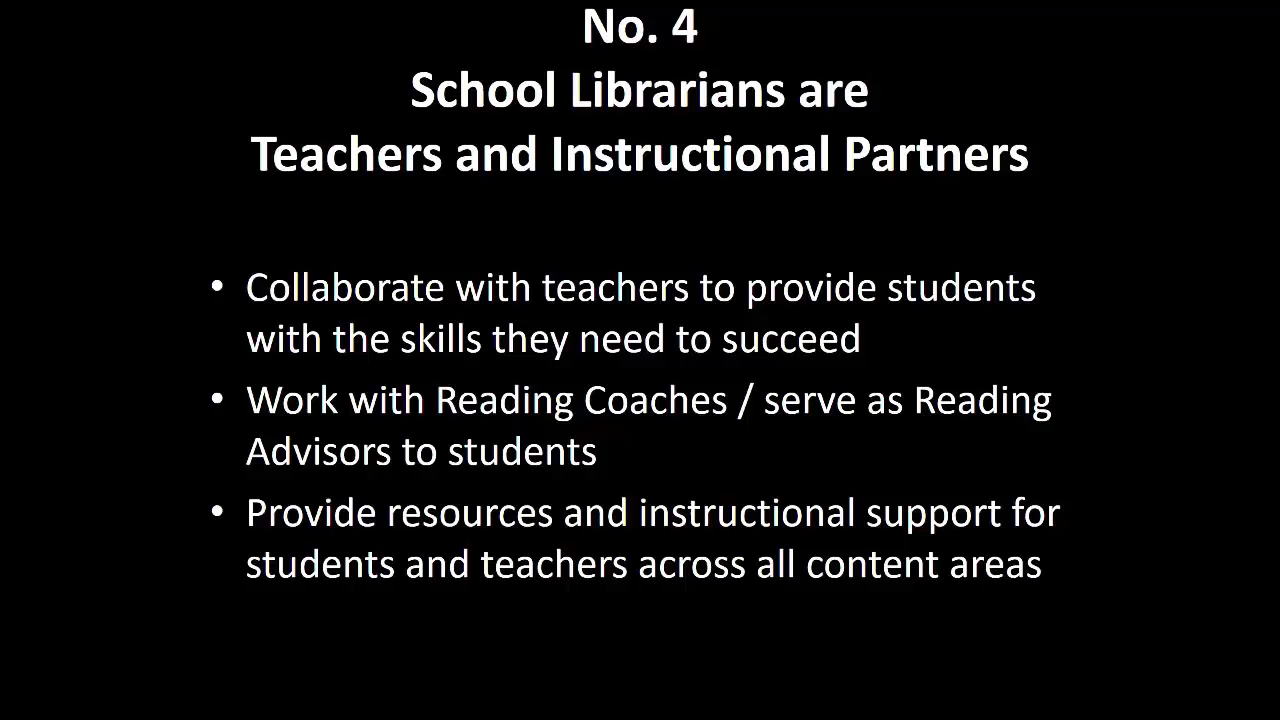 No. 4
School Librarians are
Teachers and Instructional Partners
• Collaborate with teachers to provide students
with the skills they need to succeed
• Work with Reading Coaches / serve as Reading
Advisors to students
• Provide resources and instructional support for
students and teachers across all content areas